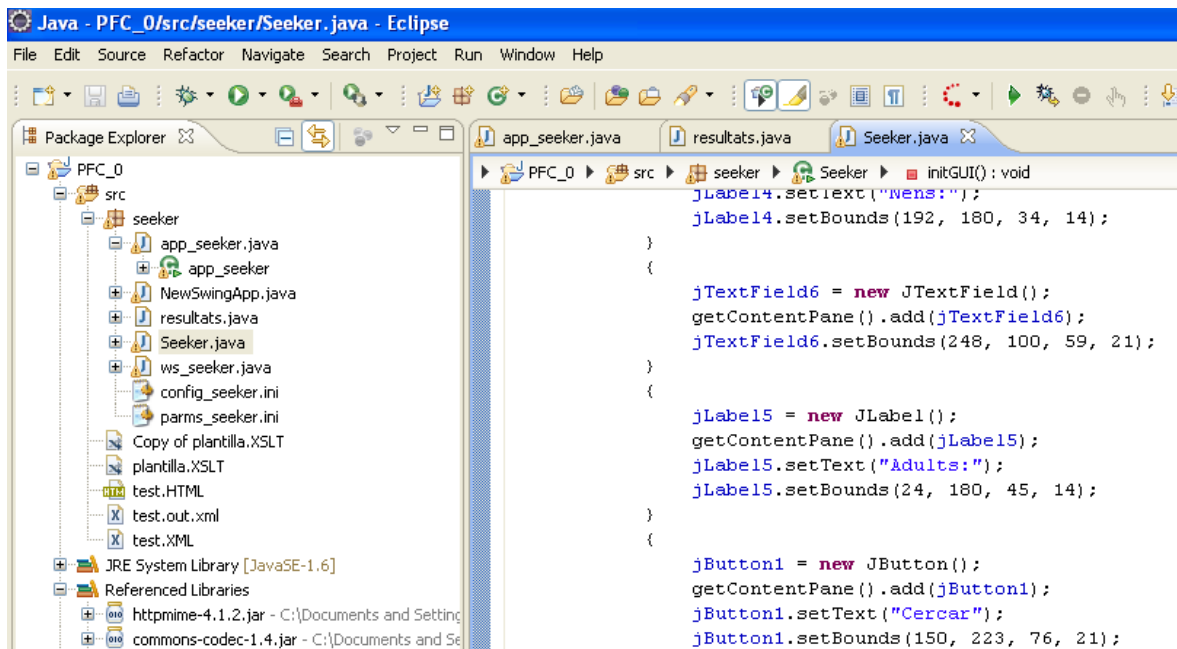 Java - PFC_0/src/seeker/Seeker.java - Eclipse
File Edit Source Refactor Navigate Search Project Run Window Help
Package Explorer
PFC_0
src
seeker
app_seeker.java
app_seeker
NewSwingApp.java
resultats.java
Seeker.java
ws_seeker.java
config_seeker.ini
parms_seeker.ini
Copy of plantilla.XSLT
plantilla.XSLT
test.HTML
test.out.xml
test.XML
JRE System Library [JavaSE-1.6]
Referenced Libraries
httpmime-4.1.2.jar - C:\Documents and Setting
commons-codec-1.4.jar - C:\Documents and Se
app_seeker.java resultats.java Seeker.java
PFC_0 src seeker Seeker initGUI() : void
jLabel4.setText("Nens:");
jLabel4.setBounds(192, 180, 34, 14);
}
{
jTextField6 = new JTextField();
getContentPane().add(jTextField6);
jTextField6.setBounds(248, 100, 59, 21);
}
{
jLabel5 = new JLabel();
getContentPane().add(jLabel5);
jLabel5.setText("Adults:");
jLabel5.setBounds(24, 180, 45, 14);
}
{
jButton1 = new JButton();
getContentPane().add(jButton1);
jButton1.setText("Cercar");
jButton1.setBounds(150, 223, 76, 21);